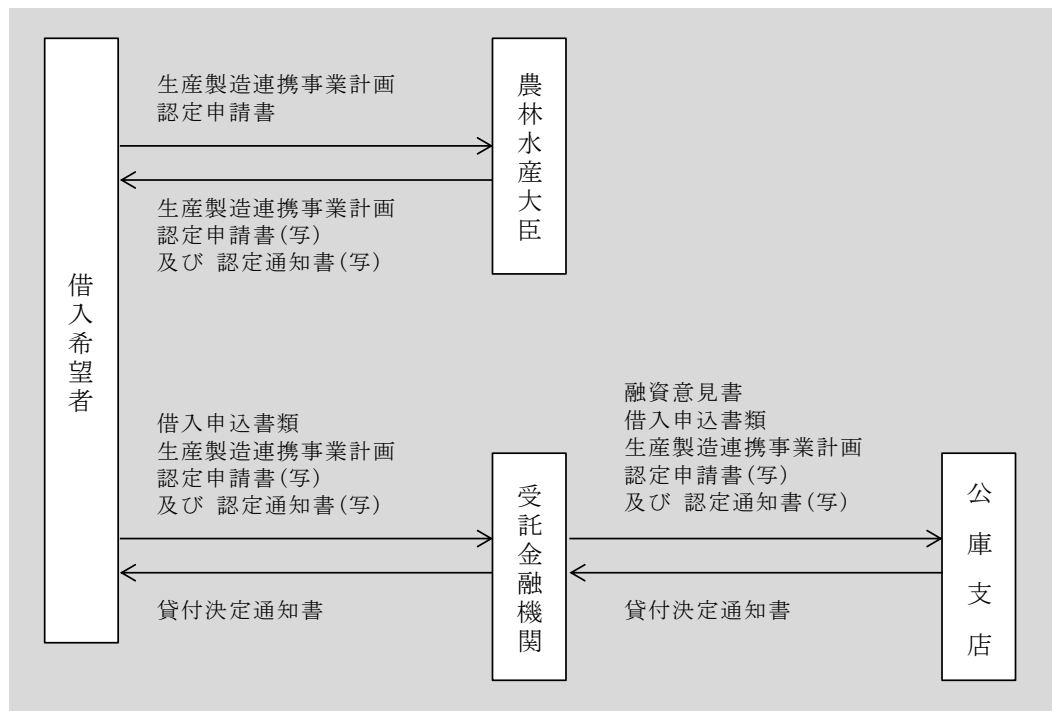 生産製造連携事業計画
認定申請書
農林水産大臣
生産製造連携事業計画
認定申請書(写)
及び 認定通知書(写)
借入希望者
借入申込書類
生産製造連携事業計画
認定申請書(写)
及び 認定通知書(写)
受託金融機関
融資意見書
借入申込書類
生産製造連携事業計画
認定申請書(写)
及び 認定通知書(写)
公庫支店
貸付決定通知書
貸付決定通知書